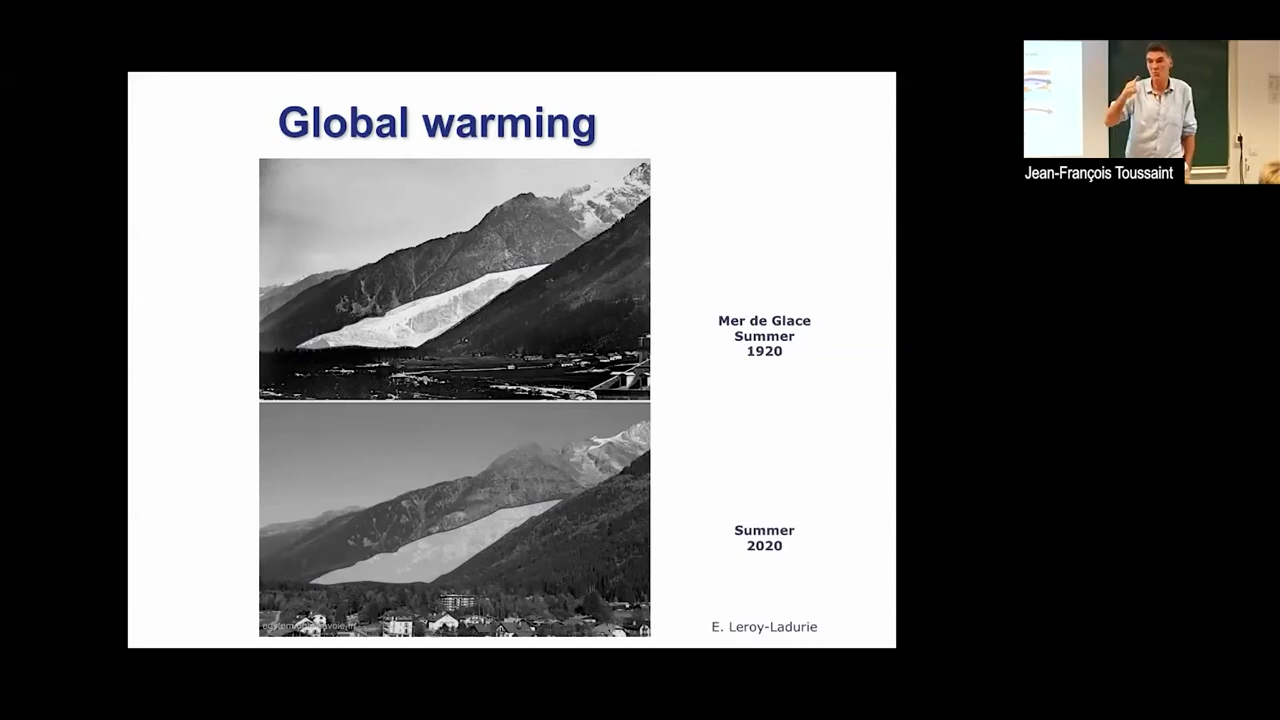 Global warming
Mer de Glace
Summer
1920
Summer
2020
E. Leroy-Ladurie
Jean-François Toussaint